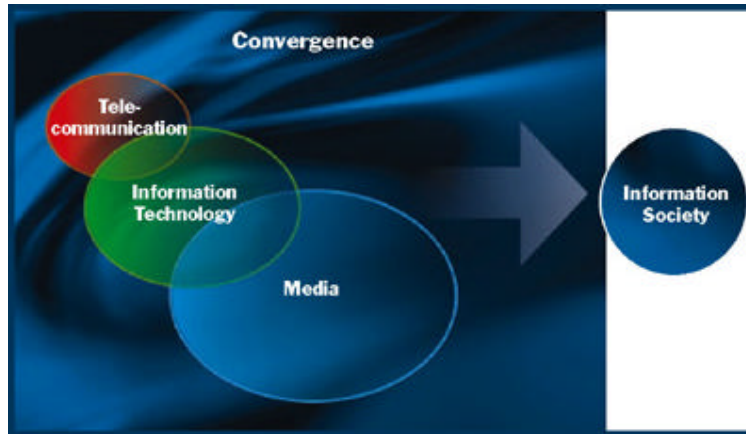 Convergence
Tele-
communication
Information
Technology
Media
Information
Society